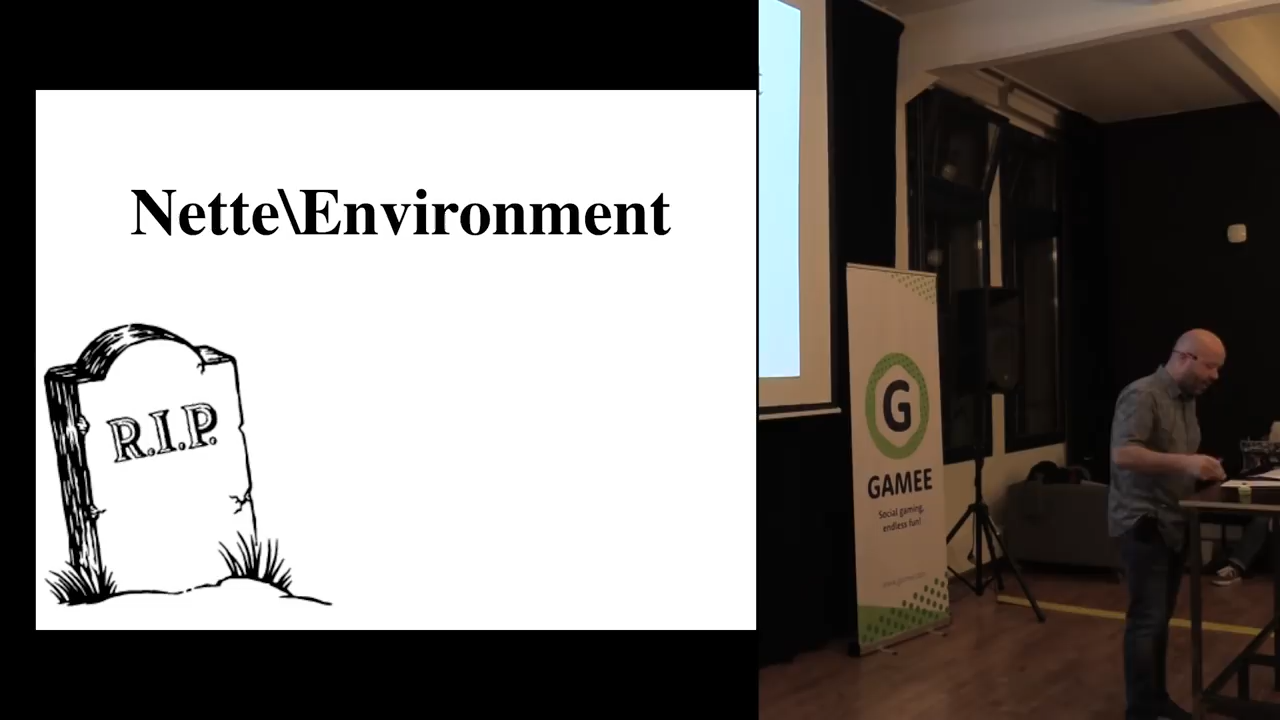 Nette\Environment
R.I.P.
G
GAMEE
Social gaming,
endless fun!